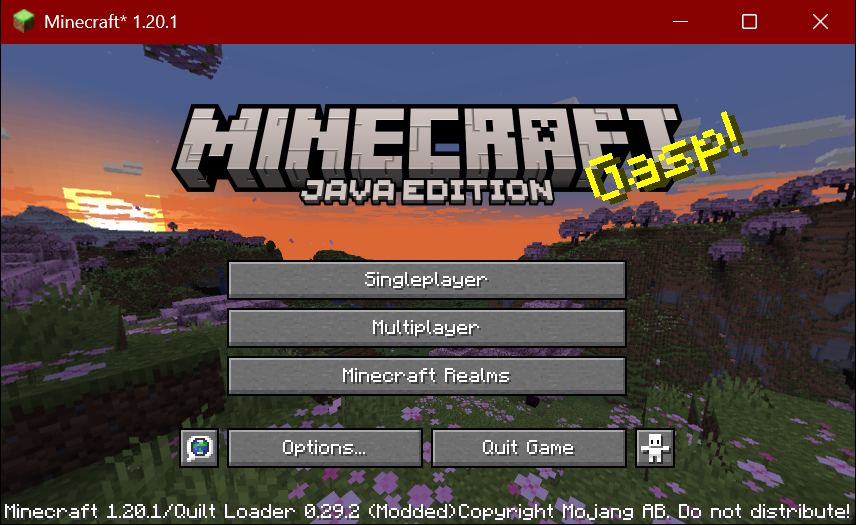 Minecraft* 1.20.1
MINECRAFT
JAVA EDITION
Gasp!
Singleplayer
Multiplayer
Minecraft Realms
Options...
Quit Game
Minecraft 1.20.1/Quilt Loader 0.29.2 (Modded)
Copyright Mojang AB. Do not distribute!